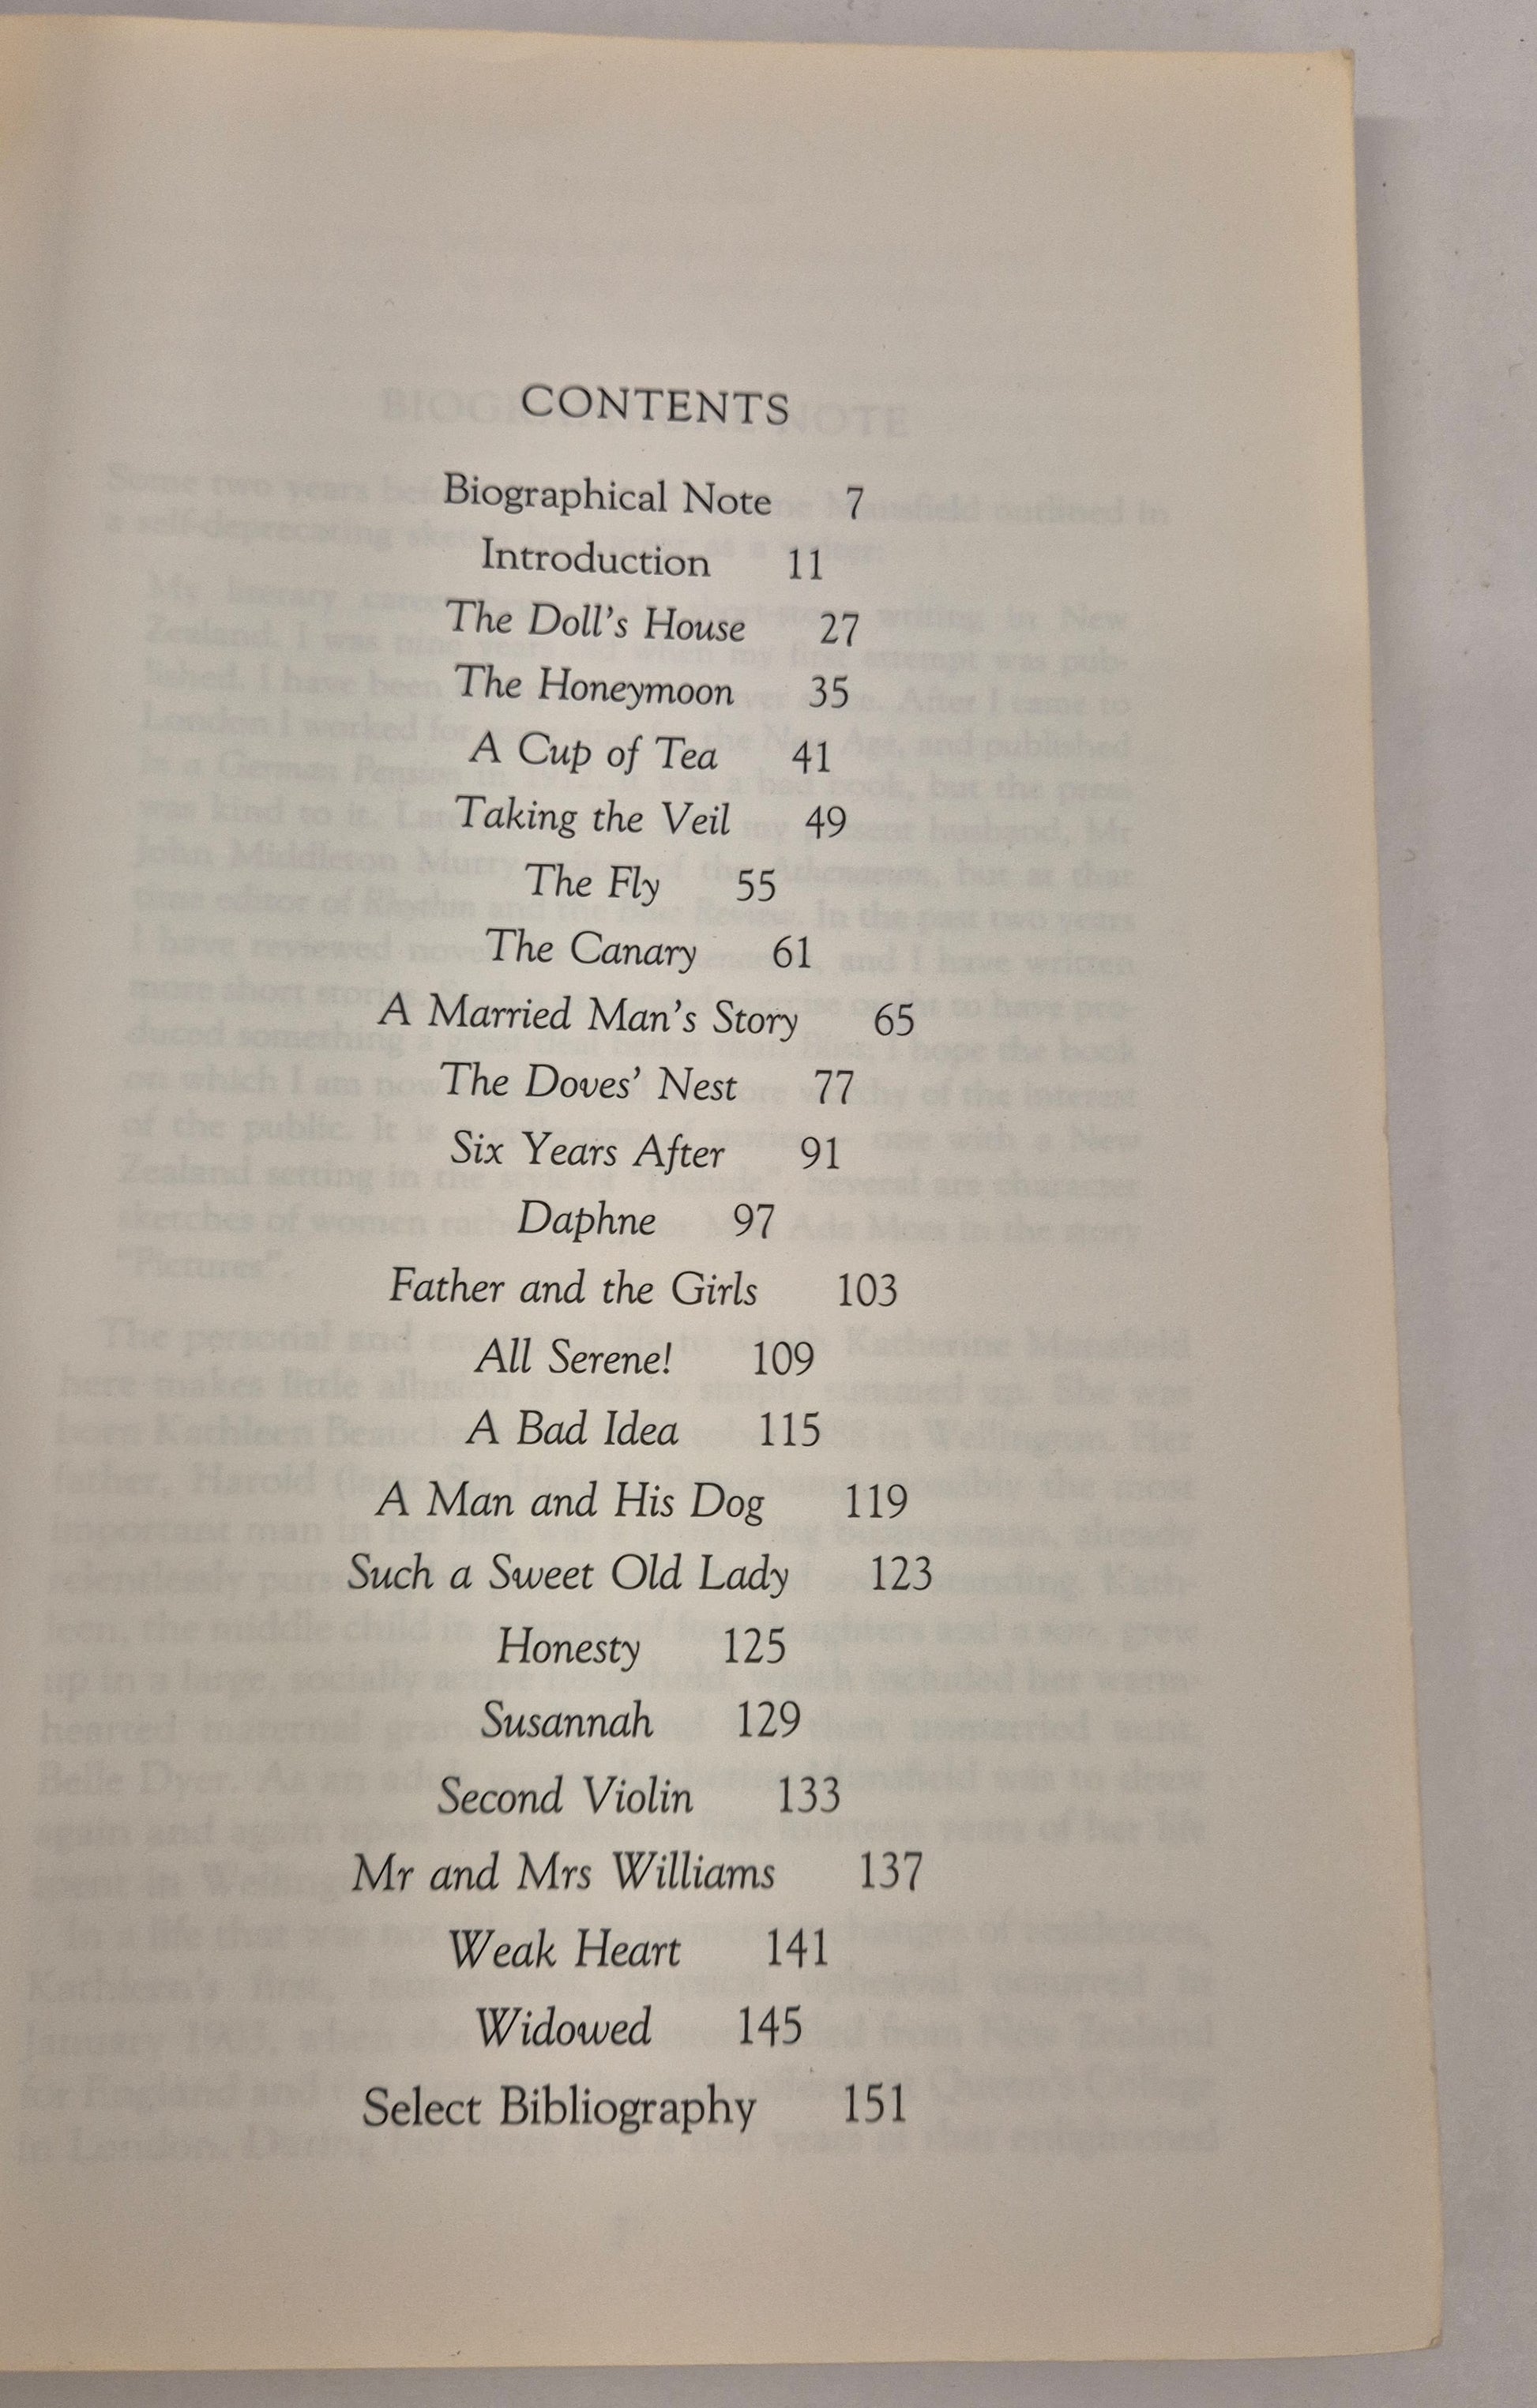 CONTENTS
Biographical Note 7
Introduction 11
The Doll's House 27
The Honeymoon 35
A Cup of Tea 41
Taking the Veil 49
The Fly 55
The Canary 61
A Married Man's Story 65
The Doves' Nest 77
Six Years After 91
Daphne 97
Father and the Girls 103
All Serene! 109
A Bad Idea 115
A Man and His Dog 119
Such a Sweet Old Lady 123
Honesty 125
Susannah 129
Second Violin 133
Mr and Mrs Williams 137
Weak Heart 141
Widowed 145
Select Bibliography 151